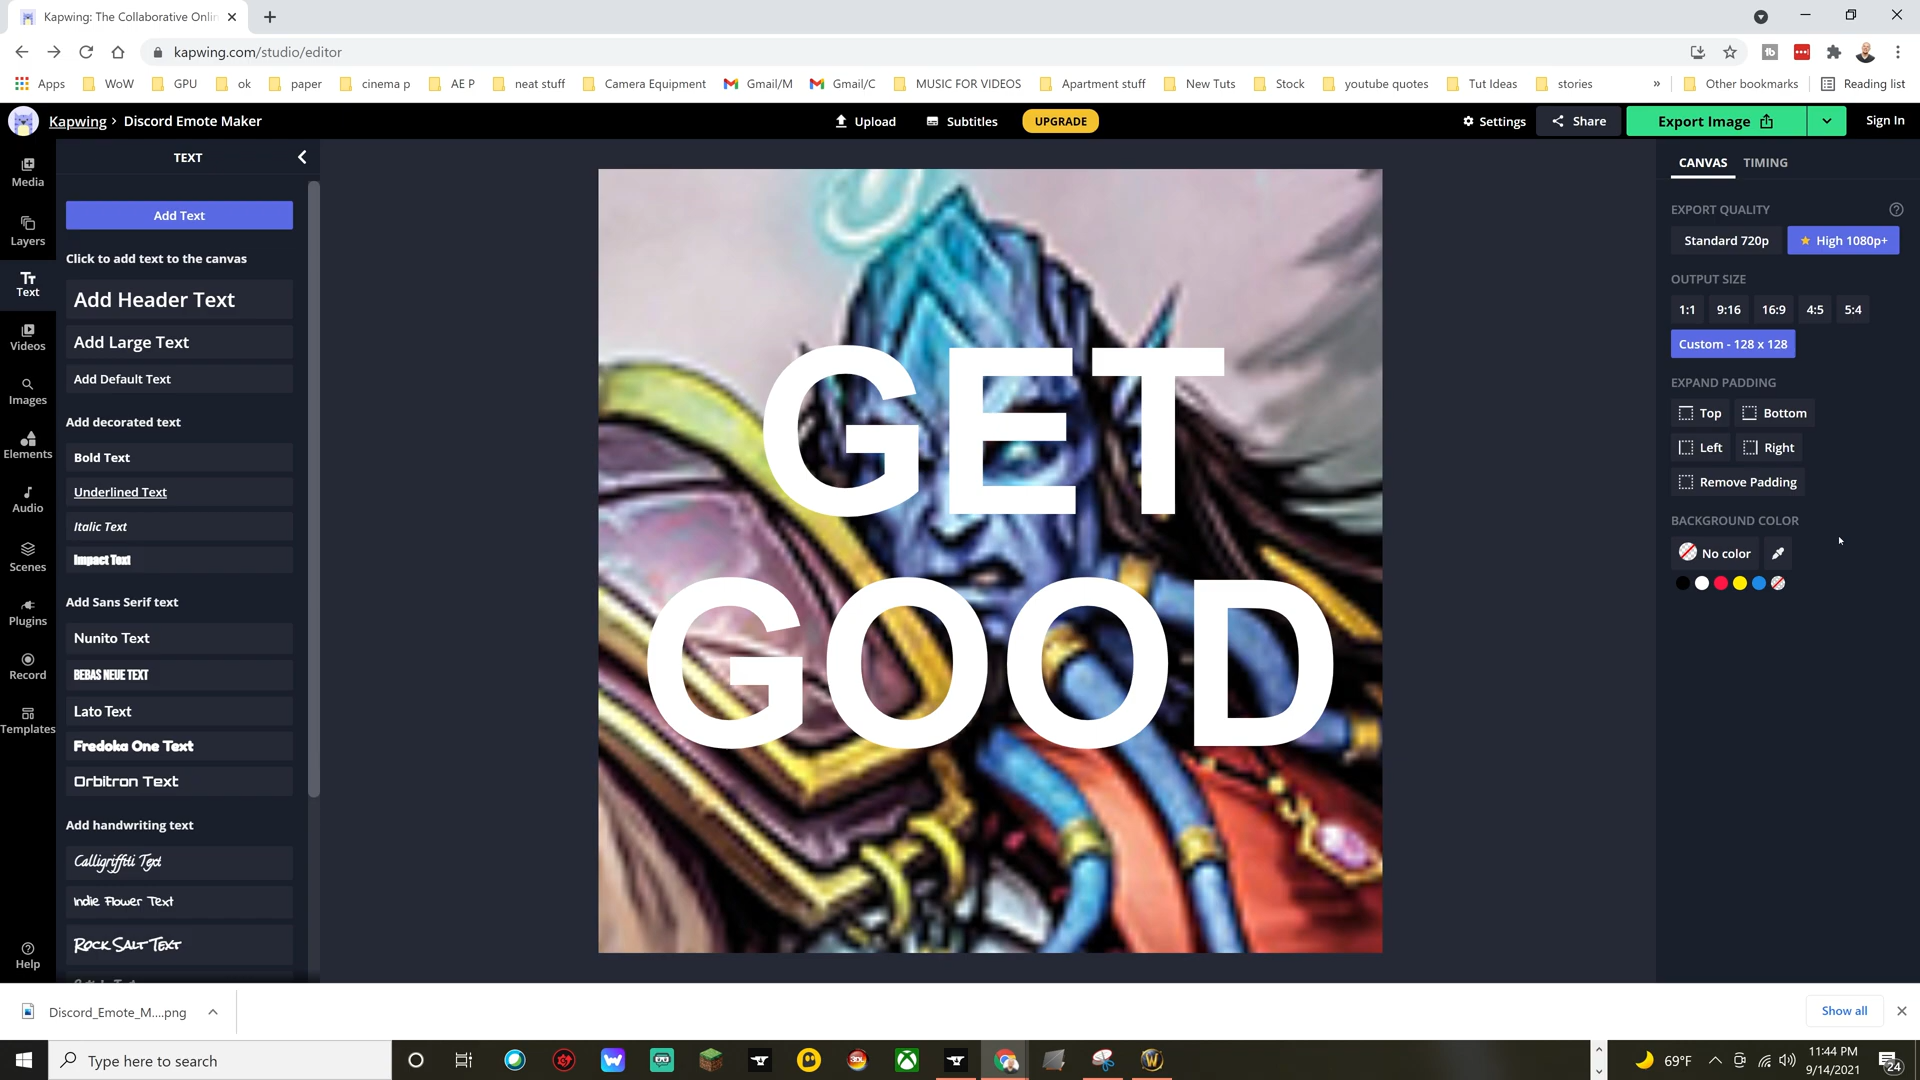 Kapwing: The Collaborative Onlin
kapwing.com/studio/editor
Apps
WoW
GPU
ok
paper
cinema p
AE P
neat stuff
Camera Equipment
Gmail/M
Gmail/C
MUSIC FOR VIDEOS
Apartment stuff
New Tuts
Stock
youtube quotes
Tut Ideas
stories
»
Other bookmarks
Reading list
Kapwing › Discord Emote Maker
Upload
Subtitles
UPGRADE
Settings
Share
Export Image
Sign In
Media
Layers
Text
Videos
Images
Elements
Audio
Scenes
Plugins
Record
Templates
Help
TEXT
Add Text
Click to add text to the canvas
Add Header Text
Add Large Text
Add Default Text
Add decorated text
Bold Text
Underlined Text
Italic Text
Impact Text
Add Sans Serif text
Nunito Text
BEBAS NEUE TEXT
Lato Text
Fredoka One Text
Orbitron Text
Add handwriting text
Calligriffiti Text
Indie Flower Text
Rock Salt Text
GET
GOOD
CANVAS
TIMING
EXPORT QUALITY
Standard 720p
High 1080p+
OUTPUT SIZE
1:1
9:16
16:9
4:5
5:4
Custom - 128 x 128
EXPAND PADDING
Top
Bottom
Left
Right
Remove Padding
BACKGROUND COLOR
No color
Discord_Emote_M....png
Show all
Type here to search
69°F
11:44 PM
9/14/2021
24